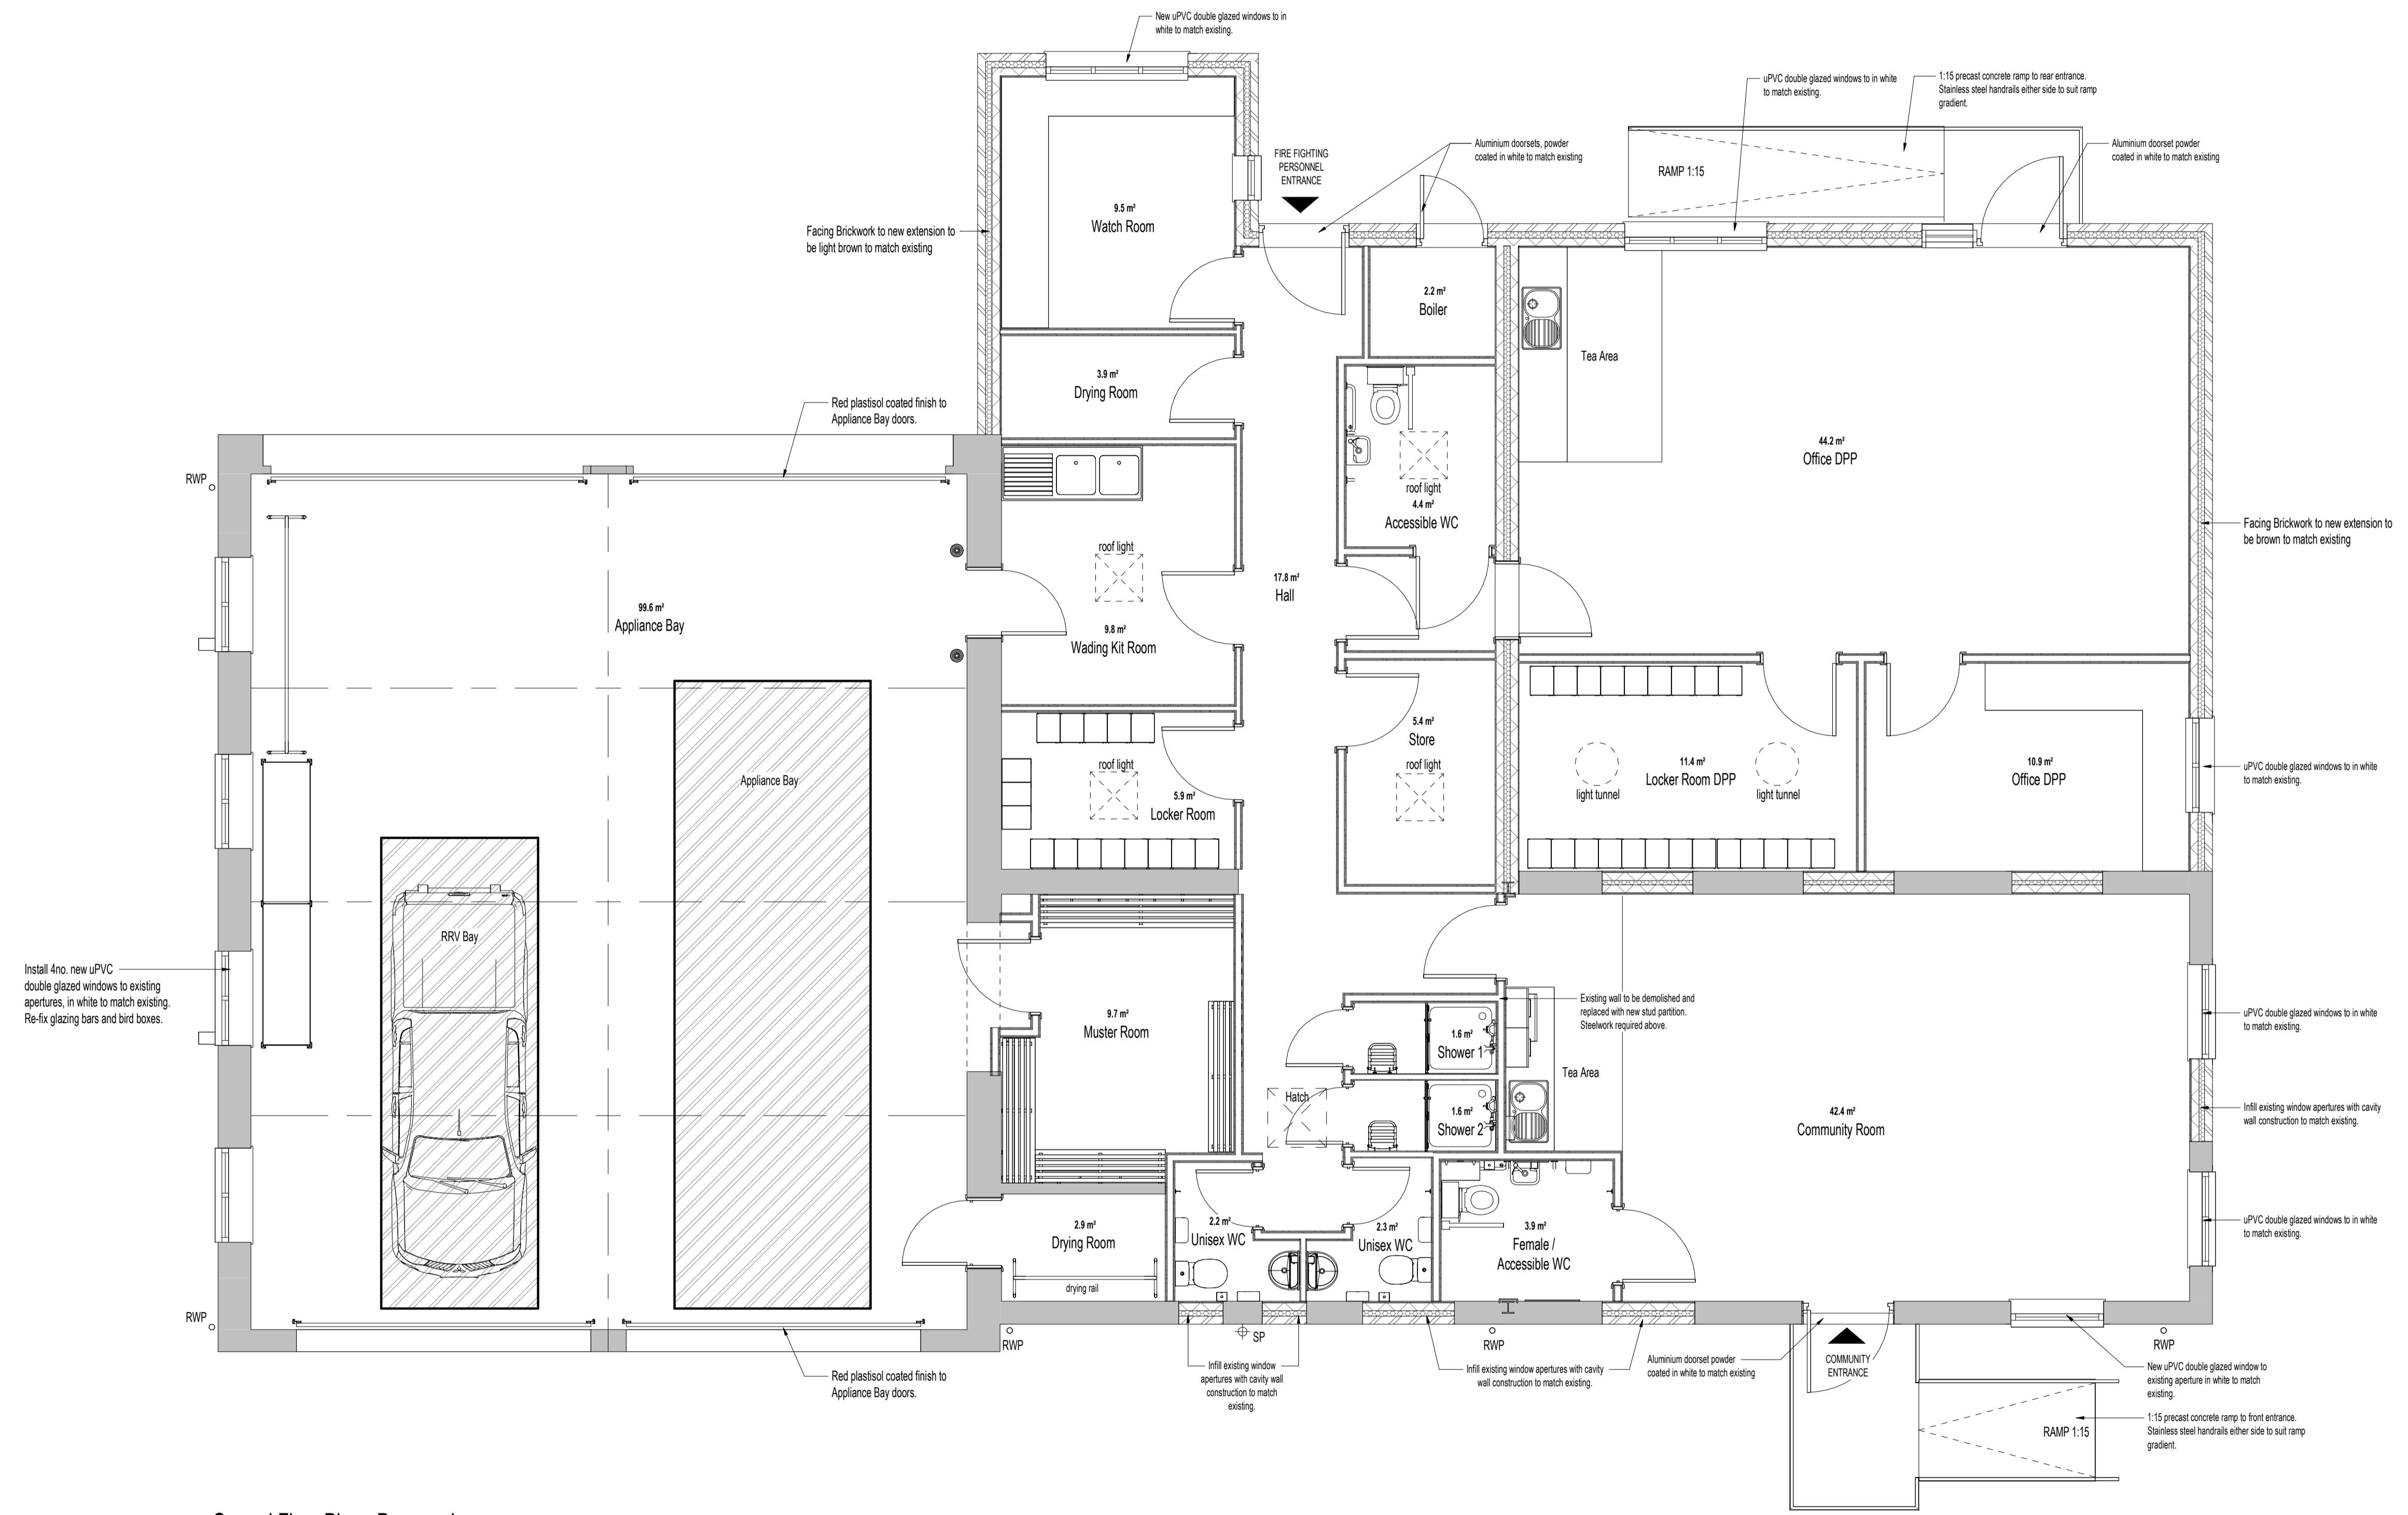 New uPVC double glazed windows to in
white to match existing.
uPVC double glazed windows to in white
to match existing.
1:15 precast concrete ramp to rear entrance.
Stainless steel handrails either side to suit ramp
gradient.
Aluminium doorsets, powder
coated in white to match existing
Aluminium doorset powder
coated in white to match existing
FIRE FIGHTING
PERSONNEL
ENTRANCE
RAMP 1:15
9.5 m²
Watch Room
Facing Brickwork to new extension to
be light brown to match existing
2.2 m²
Boiler
Tea Area
3.9 m²
Drying Room
Red plastisol coated finish to
Appliance Bay doors.
44.2 m²
Office DPP
RWP
roof light
4.4 m²
Accessible WC
Facing Brickwork to new extension to
be brown to match existing
roof light
17.8 m²
Hall
99.6 m²
Appliance Bay
9.8 m²
Wading Kit Room
5.4 m²
Store
roof light
Appliance Bay
roof light
5.9 m²
Locker Room
11.4 m²
Locker Room DPP
light tunnel
light tunnel
10.9 m²
Office DPP
uPVC double glazed windows to in white
to match existing.
RRV Bay
Install 4no. new uPVC
double glazed windows to existing
apertures, in white to match existing.
Re-fix glazing bars and bird boxes.
9.7 m²
Muster Room
Existing wall to be demolished and
replaced with new stud partition.
Steelwork required above.
1.6 m²
Shower 1
uPVC double glazed windows to in white
to match existing.
Tea Area
Hatch
1.6 m²
Shower 2
42.4 m²
Community Room
Infill existing window apertures with cavity
wall construction to match existing.
2.9 m²
Drying Room
drying rail
2.2 m²
Unisex WC
2.3 m²
Unisex WC
3.9 m²
Female /
Accessible WC
uPVC double glazed windows to in white
to match existing.
RWP
RWP
SP
RWP
RWP
Red plastisol coated finish to
Appliance Bay doors.
Infill existing window
apertures with cavity wall
construction to match
existing.
Infill existing window apertures with cavity
wall construction to match existing.
Aluminium doorset powder
coated in white to match existing
COMMUNITY
ENTRANCE
New uPVC double glazed window to
existing aperture in white to match
existing.
RAMP 1:15
1:15 precast concrete ramp to front entrance.
Stainless steel handrails either side to suit ramp
gradient.